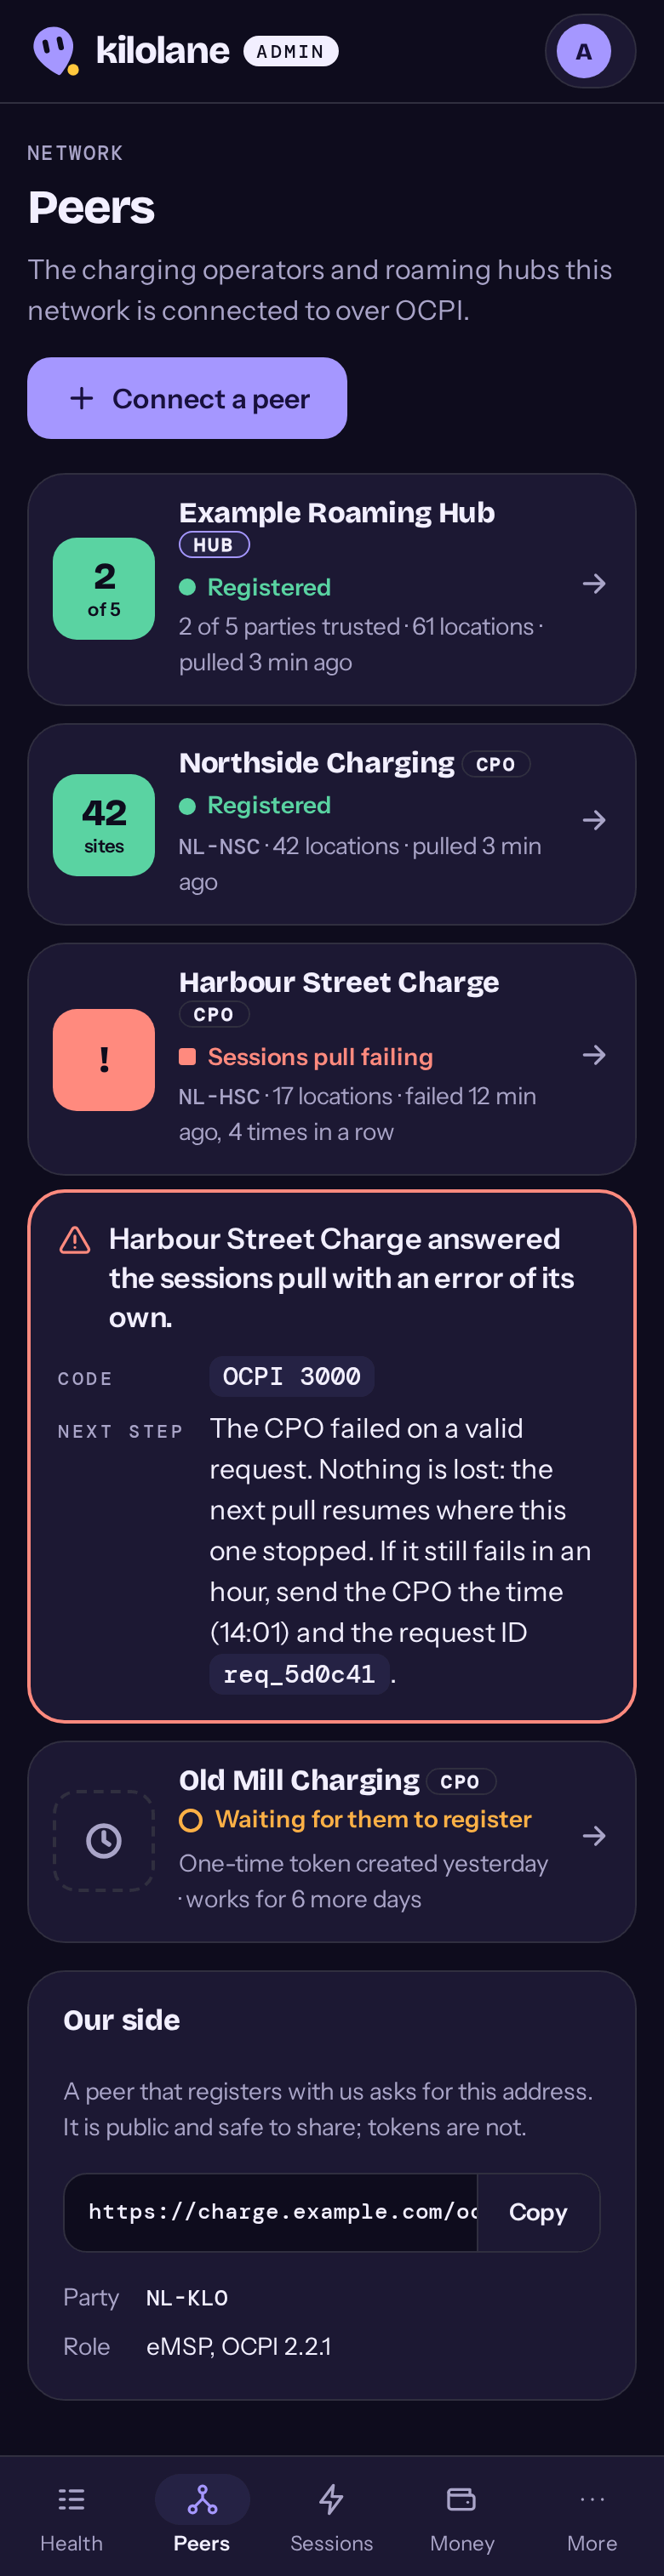 kilolane ADMIN
A
NETWORK
Peers
The charging operators and roaming hubs this
network is connected to over OCPI.
Connect a peer
2
of 5
Example Roaming Hub
HUB
Registered
2 of 5 parties trusted · 61 locations ·
pulled 3 min ago
42
sites
Northside Charging CPO
Registered
NL-NSC · 42 locations · pulled 3 min
ago
!
Harbour Street Charge
CPO
Sessions pull failing
NL-HSC · 17 locations · failed 12 min
ago, 4 times in a row
Harbour Street Charge answered
the sessions pull with an error of its
own.
CODE OCPI 3000
NEXT STEP The CPO failed on a valid
request. Nothing is lost: the
next pull resumes where this
one stopped. If it still fails in an
hour, send the CPO the time
(14:01) and the request ID
req_5d0c41.
Old Mill Charging CPO
Waiting for them to register
One-time token created yesterday
· works for 6 more days
Our side
A peer that registers with us asks for this address.
It is public and safe to share; tokens are not.
https://charge.example.com/oc Copy
Party NL-KLO
Role eMSP, OCPI 2.2.1
Health Peers Sessions Money More